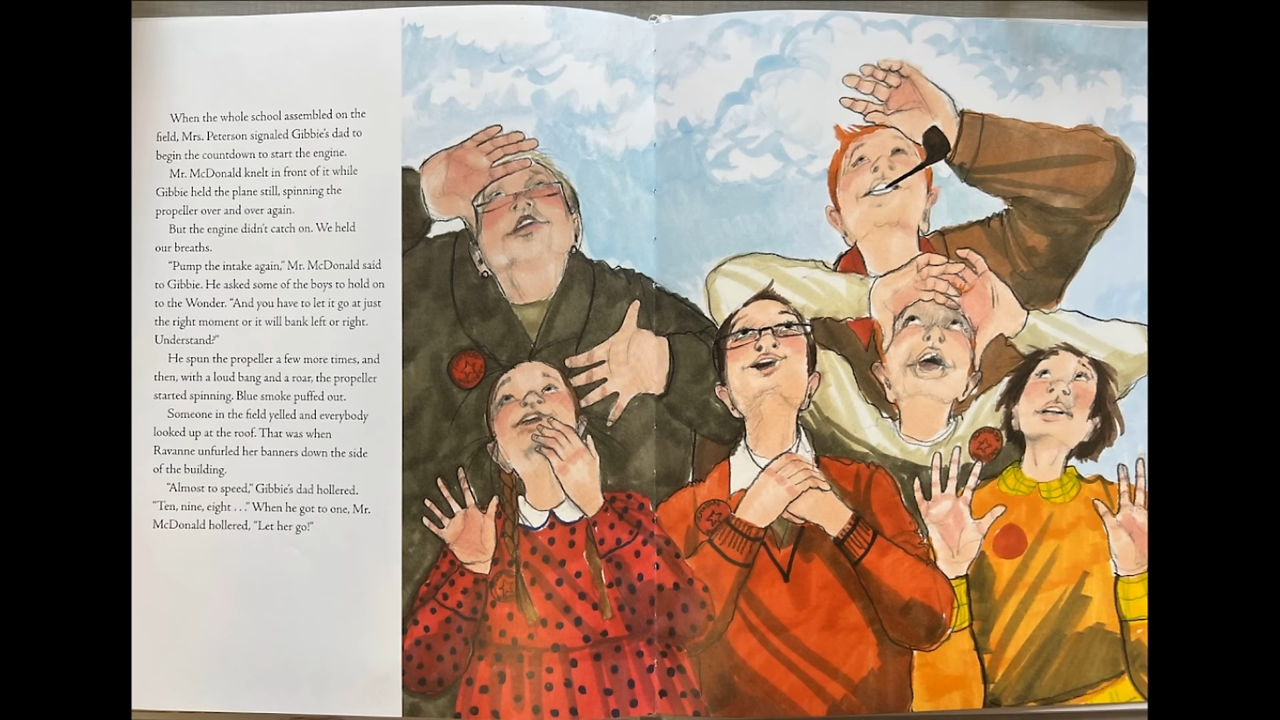 When the whole school assembled on the
field, Mrs. Peterson signaled Gibbie's dad to
begin the countdown to start the engine.
Mr. McDonald knelt in front of it while
Gibbie held the plane still, spinning the
propeller over and over again.
But the engine didn't catch on. We held
our breaths.
"Pump the intake again," Mr. McDonald said
to Gibbie. He asked some of the boys to hold on
to the Wonder. "And you have to let it go at just
the right moment or it will bank left or right.
Understand?"
He spun the propeller a few more times, and
then, with a loud bang and a roar, the propeller
started spinning. Blue smoke puffed out.
Someone in the field yelled and everybody
looked up at the roof. That was when
Ravanne unfurled her banners down the side
of the building.
"Almost to speed," Gibbie's dad hollered.
"Ten, nine, eight . . ." When he got to one, Mr.
McDonald hollered, "Let her go!"